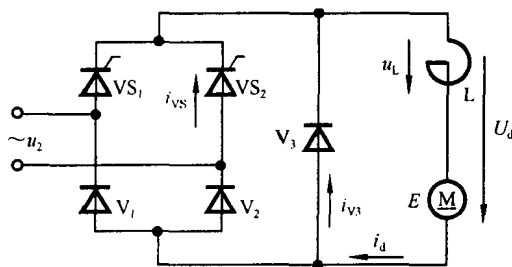 VS₁
i_VS
VS₂
V₃
u_L
L
U_d
~u₂
V₁
V₂
i_V3
E
M
i_d